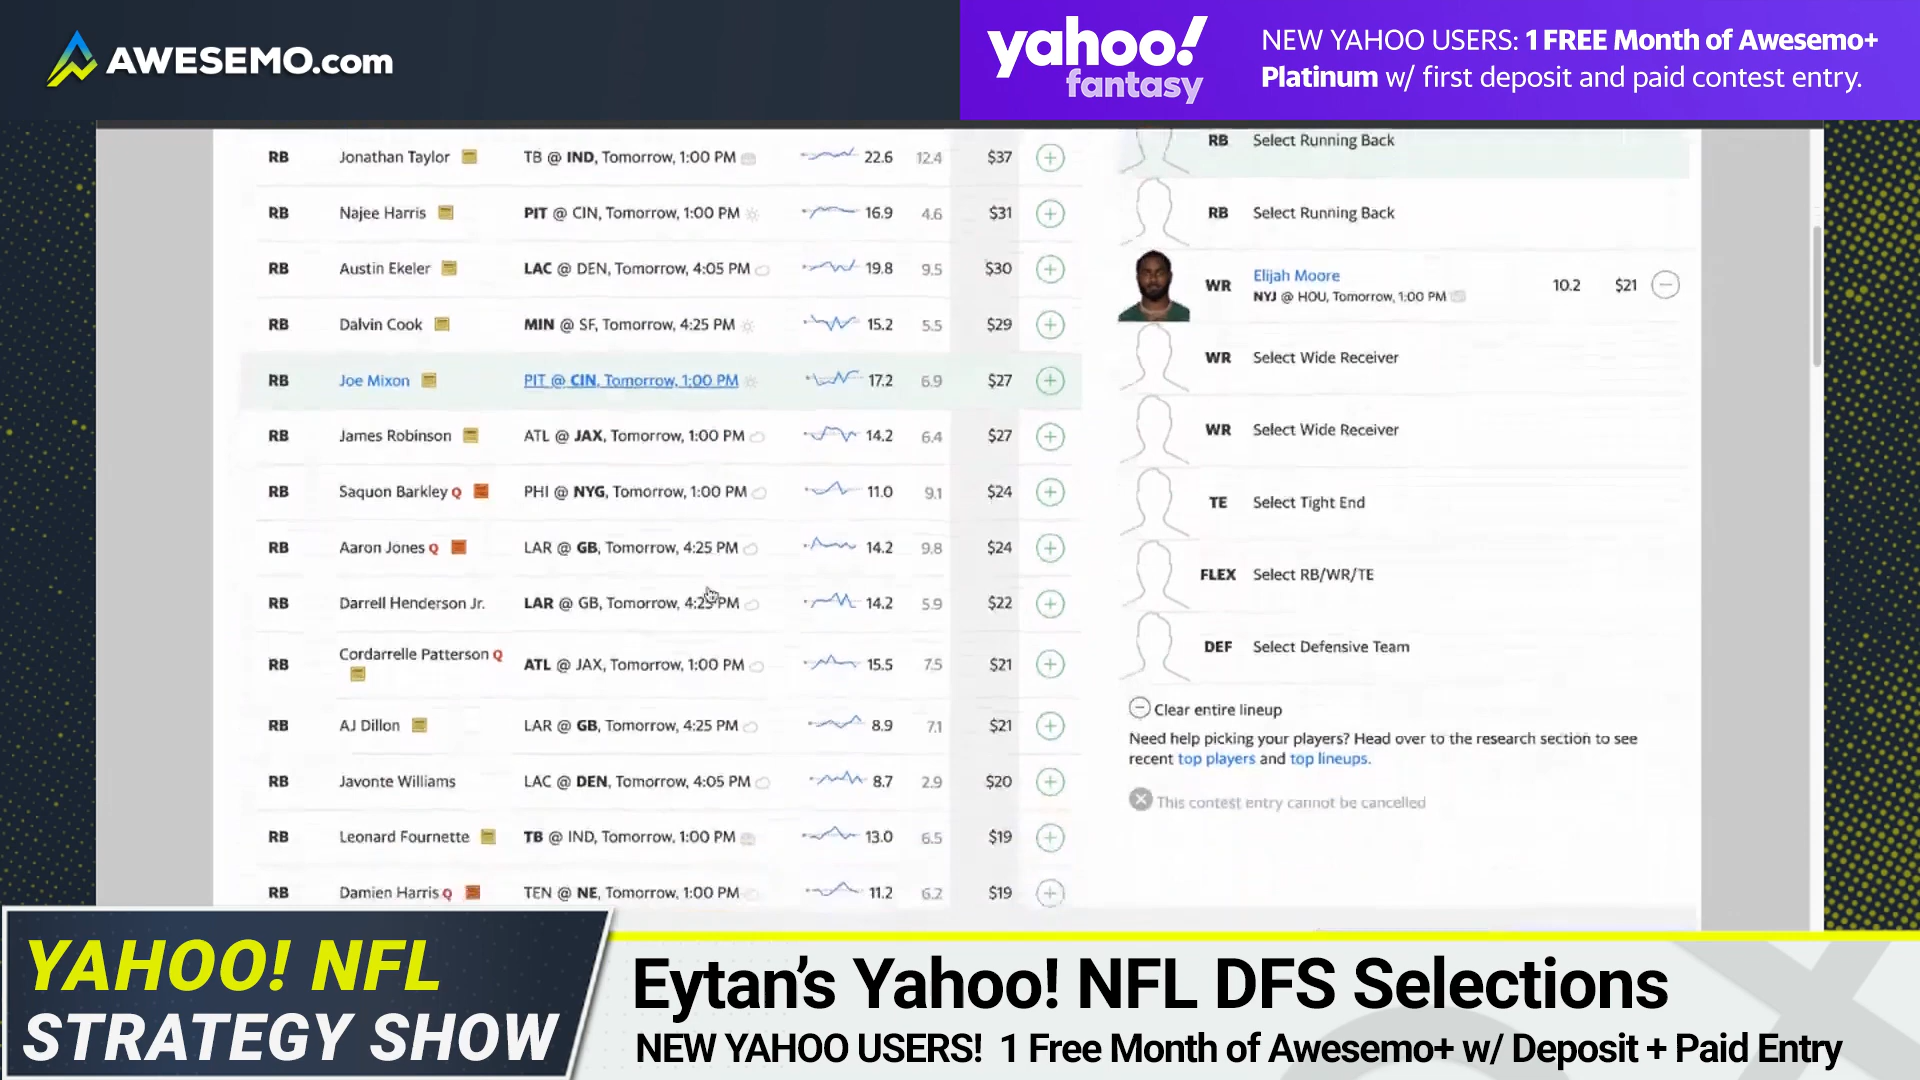 AWESEMO.com
yahoo!
fantasy
NEW YAHOO USERS: 1 FREE Month of Awesemo+
Platinum w/ first deposit and paid contest entry.
RB Jonathan Taylor TB @ IND, Tomorrow, 1:00 PM 22.6 12.4 $37
RB Najee Harris PIT @ CIN, Tomorrow, 1:00 PM 16.9 4.6 $31
RB Austin Ekeler LAC @ DEN, Tomorrow, 4:05 PM 19.8 9.5 $30
RB Dalvin Cook MIN @ SF, Tomorrow, 4:25 PM 15.2 5.5 $29
RB Joe Mixon PIT @ CIN, Tomorrow, 1:00 PM 17.2 6.9 $27
RB James Robinson ATL @ JAX, Tomorrow, 1:00 PM 14.2 6.4 $27
RB Saquon Barkley Q PHI @ NYG, Tomorrow, 1:00 PM 11.0 9.1 $24
RB Aaron Jones Q LAR @ GB, Tomorrow, 4:25 PM 14.2 9.8 $24
RB Darrell Henderson Jr. LAR @ GB, Tomorrow, 4:25 PM 14.2 5.9 $22
RB Cordarrelle Patterson Q ATL @ JAX, Tomorrow, 1:00 PM 15.5 7.5 $21
RB AJ Dillon LAR @ GB, Tomorrow, 4:25 PM 8.9 7.1 $21
RB Javonte Williams LAC @ DEN, Tomorrow, 4:05 PM 8.7 2.9 $20
RB Leonard Fournette TB @ IND, Tomorrow, 1:00 PM 13.0 6.5 $19
RB Damien Harris Q TEN @ NE, Tomorrow, 1:00 PM 11.2 6.2 $19
RB Select Running Back
RB Select Running Back
WR Elijah Moore 10.2 $21
NYJ @ HOU, Tomorrow, 1:00 PM
WR Select Wide Receiver
WR Select Wide Receiver
TE Select Tight End
FLEX Select RB/WR/TE
DEF Select Defensive Team
Clear entire lineup
Need help picking your players? Head over to the research section to see
recent top players and top lineups.
This contest entry cannot be cancelled
YAHOO! NFL
STRATEGY SHOW
Eytan's Yahoo! NFL DFS Selections
NEW YAHOO USERS! 1 Free Month of Awesemo+ w/ Deposit + Paid Entry